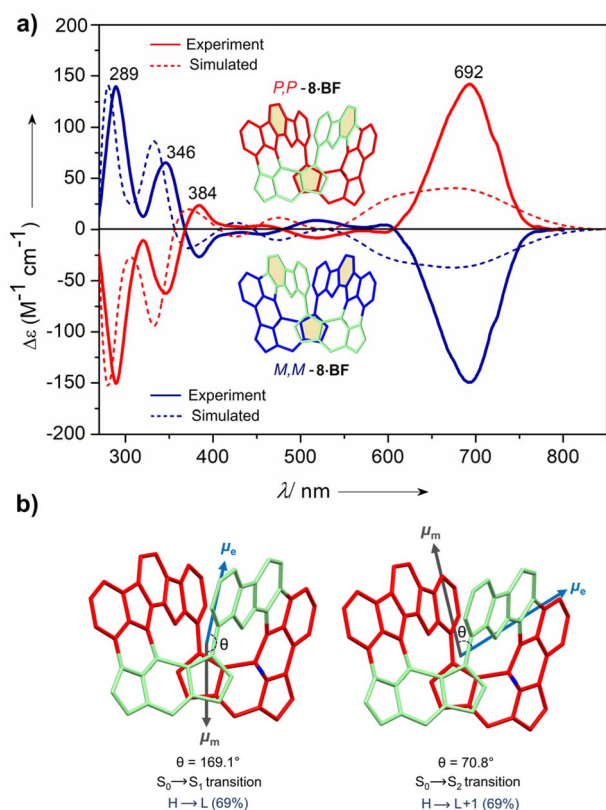 a)
200
150
100
50
0
-50
-100
-150
-200
Δε (M⁻¹ cm⁻¹)
Experiment
Simulated
289
346
384
692
P,P - 8·BF
M,M - 8·BF
Experiment
Simulated
300 400 500 600 700 800
λ/ nm
b)
μe
θ
μm
μm
θ
μe
θ = 169.1° θ = 70.8°
S₀→S₁ transition S₀→S₂ transition
H → L (69%) H → L+1 (69%)